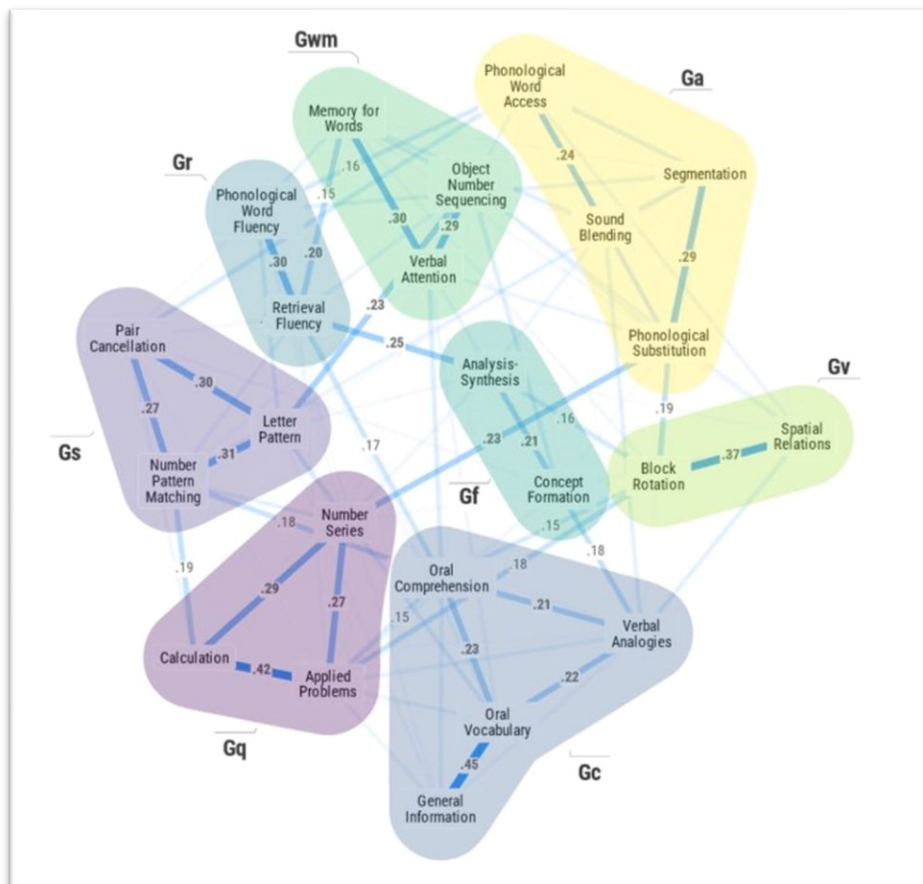 Gwm
Phonological
Word
Access
Ga
Memory for
Words
.16
.24
Gr
Object
Number
Sequencing
Segmentation
Phonological
Word
Fluency
.15
.30
.29
Sound
Blending
.20
.30
Verbal
Attention
.29
Retrieval
Fluency
.23
Pair
Cancellation
.25
Phonological
Substitution
Analysis-
Synthesis
Gv
.30
.27
.16
.19
Letter
Pattern
.23
.21
Spatial
Relations
Gs
.31
.17
.37
Number
Pattern
Matching
Gf
Concept
Formation
Block
Rotation
Number
Series
.18
.15
.18
.19
Oral
Comprehension
.18
.29
.27
.15
.21
Verbal
Analogies
Calculation
.42
Applied
Problems
.23
.22
Oral
Vocabulary
Gq
.45
Gc
General
Information